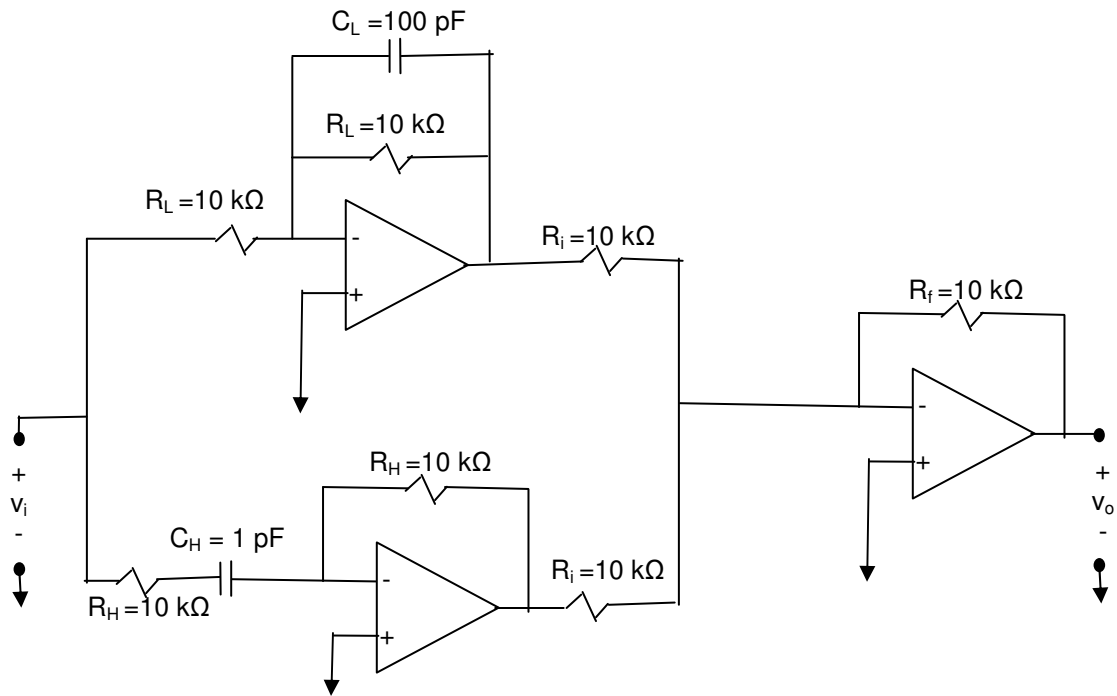 C_L =100 pF
R_L =10 kΩ
R_L =10 kΩ
-
+
R_i =10 kΩ
R_f =10 kΩ
-
+
+
v_i
-
+
v_o
-
R_H =10 kΩ
C_H = 1 pF
R_H =10 kΩ
-
+
R_i =10 kΩ